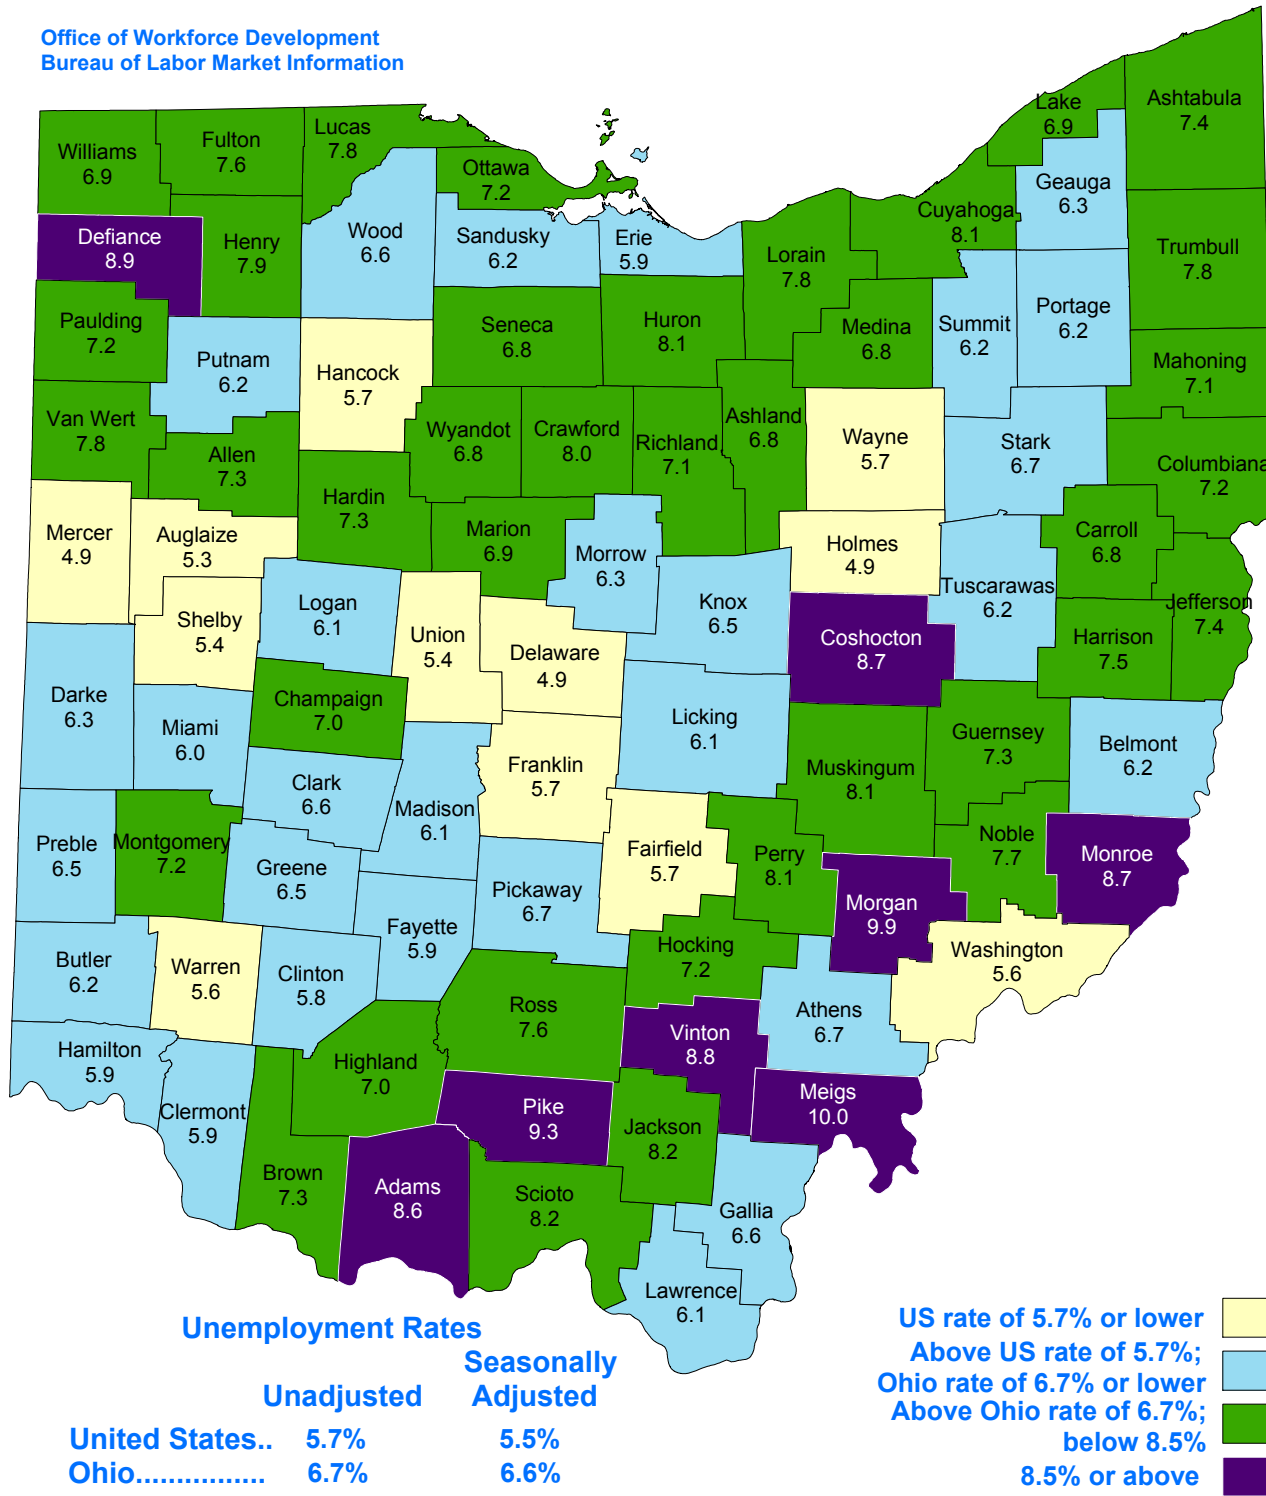 Office of Workforce Development
Bureau of Labor Market Information
Lake
6.9
Ashtabula
7.4
Williams
6.9
Fulton
7.6
Lucas
7.8
Ottawa
7.2
Geauga
6.3
Cuyahoga
8.1
Defiance
8.9
Henry
7.9
Wood
6.6
Sandusky
6.2
Erie
5.9
Lorain
7.8
Trumbull
7.8
Paulding
7.2
Putnam
6.2
Hancock
5.7
Seneca
6.8
Huron
8.1
Medina
6.8
Summit
6.2
Portage
6.2
Mahoning
7.1
Van Wert
7.8
Allen
7.3
Wyandot
6.8
Crawford
8.0
Richland
7.1
Ashland
6.8
Wayne
5.7
Stark
6.7
Columbiana
7.2
Mercer
4.9
Auglaize
5.3
Hardin
7.3
Marion
6.9
Morrow
6.3
Holmes
4.9
Carroll
6.8
Tuscarawas
6.2
Jefferson
7.4
Shelby
5.4
Logan
6.1
Union
5.4
Delaware
4.9
Knox
6.5
Coshocton
8.7
Harrison
7.5
Darke
6.3
Miami
6.0
Champaign
7.0
Licking
6.1
Guernsey
7.3
Belmont
6.2
Clark
6.6
Madison
6.1
Franklin
5.7
Muskingum
8.1
Preble
6.5
Montgomery
7.2
Greene
6.5
Pickaway
6.7
Fairfield
5.7
Perry
8.1
Noble
7.7
Monroe
8.7
Morgan
9.9
Fayette
5.9
Hocking
7.2
Washington
5.6
Butler
6.2
Warren
5.6
Clinton
5.8
Ross
7.6
Athens
6.7
Vinton
8.8
Hamilton
5.9
Highland
7.0
Pike
9.3
Meigs
10.0
Clermont
5.9
Jackson
8.2
Brown
7.3
Adams
8.6
Scioto
8.2
Gallia
6.6
Lawrence
6.1
Unemployment Rates
Seasonally
Unadjusted Adjusted
United States.. 5.7% 5.5%
Ohio................ 6.7% 6.6%
US rate of 5.7% or lower
Above US rate of 5.7%;
Ohio rate of 6.7% or lower
Above Ohio rate of 6.7%;
below 8.5%
8.5% or above